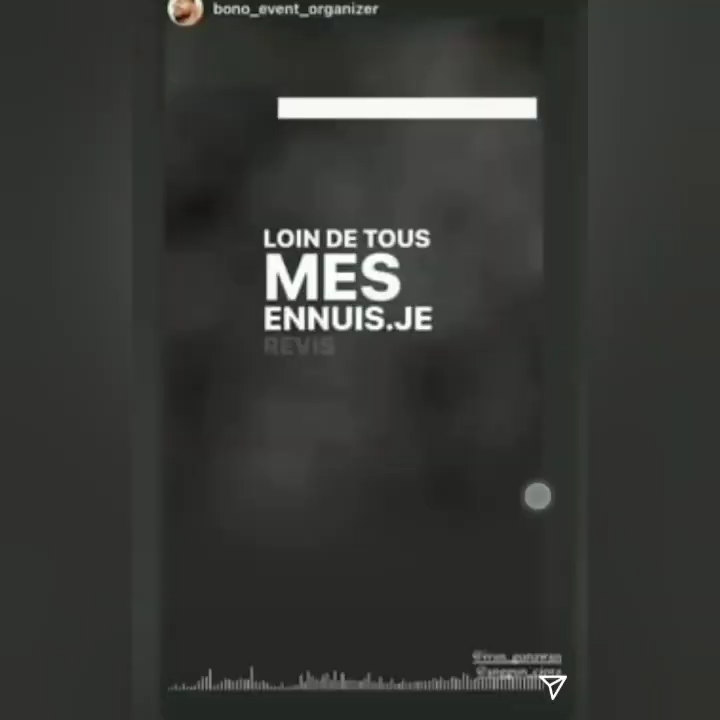 bono_event_organizer
LOIN DE TOUS
MES
ENNUIS.JE
REVIS